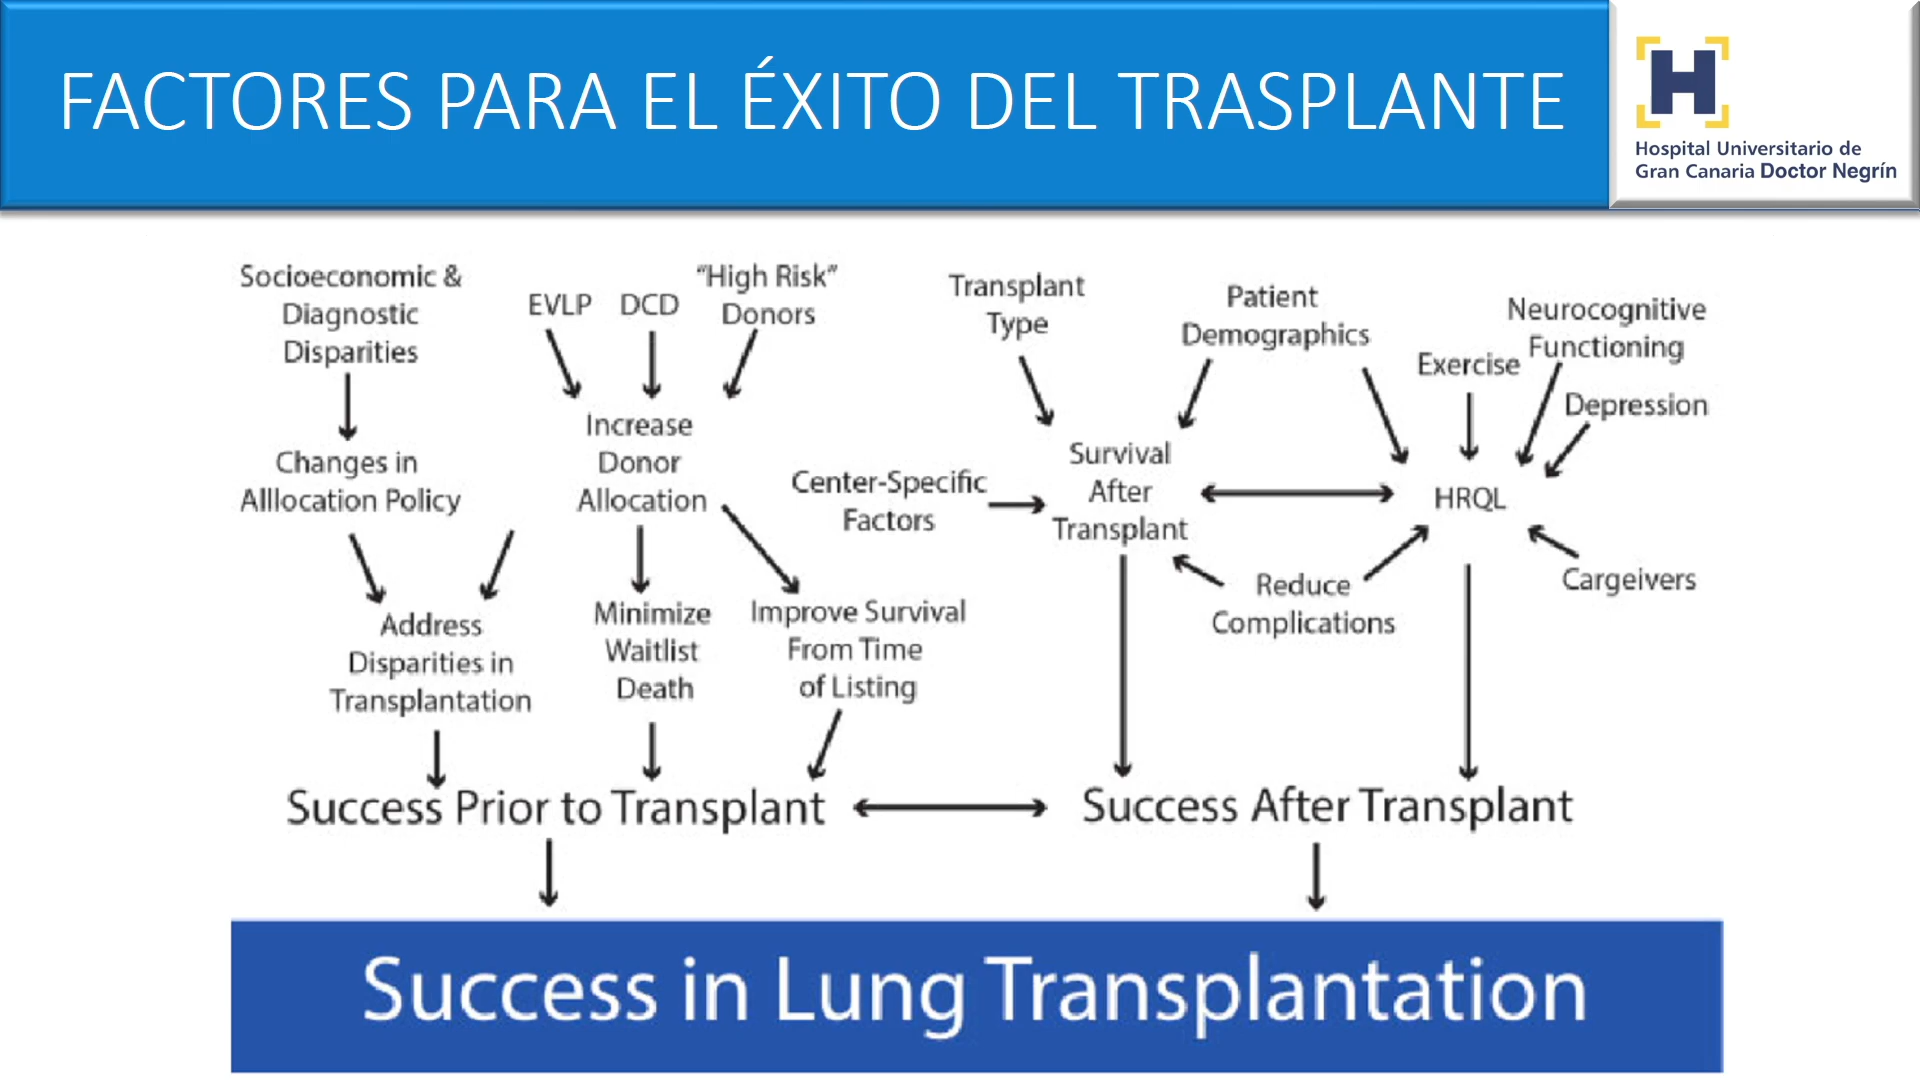 FACTORES PARA EL ÉXITO DEL TRASPLANTE
Hospital Universitario de
Gran Canaria Doctor Negrín
Socioeconomic &
Diagnostic
Disparities
EVLP
DCD
“High Risk”
Donors
Transplant
Type
Patient
Demographics
Exercise
Neurocognitive
Functioning
Depression
Changes in
Alllocation Policy
Increase
Donor
Allocation
Center-Specific
Factors
Survival
After
Transplant
HRQL
Reduce
Complications
Cargeivers
Address
Disparities in
Transplantation
Minimize
Waitlist
Death
Improve Survival
From Time
of Listing
Success Prior to Transplant
Success After Transplant
Success in Lung Transplantation